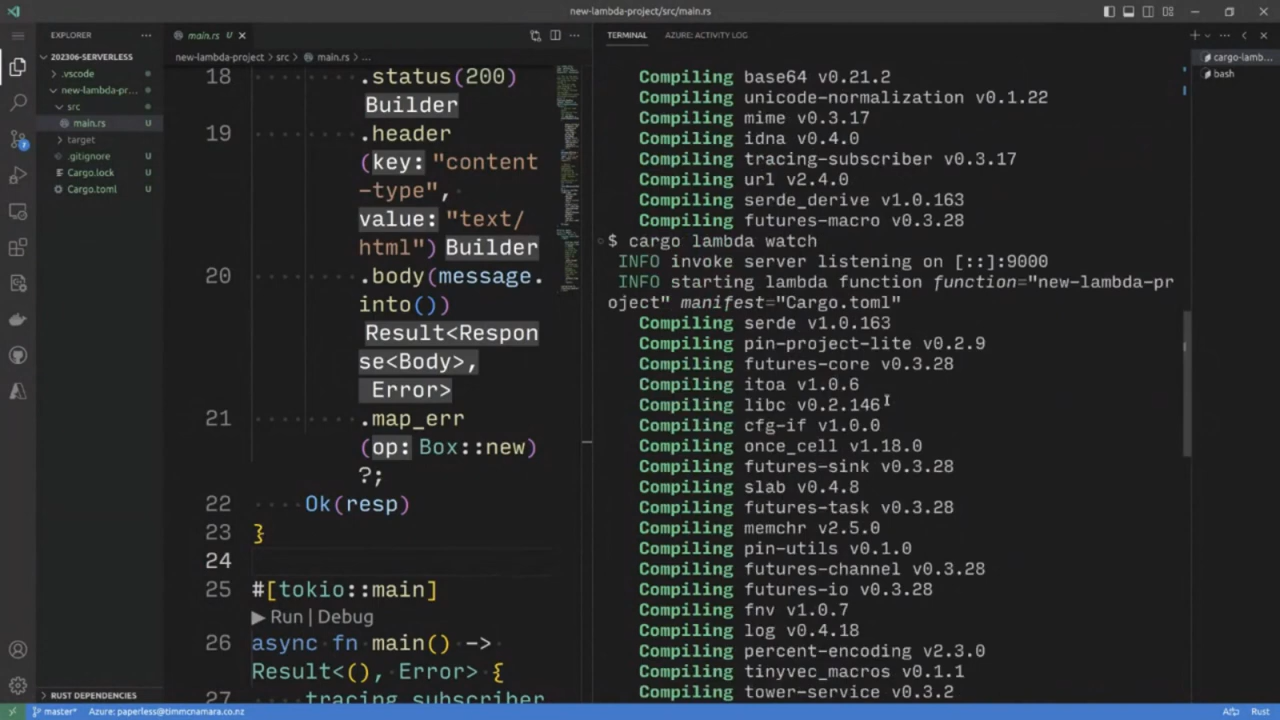 new-lambda-project/src/main.rs
EXPLORER
202306-SERVERLESS
.vscode
new-lambda-pr...
src
main.rs U
target
.gitignore U
Cargo.lock U
Cargo.toml U
RUST DEPENDENCIES
main.rs U
new-lambda-project > src > main.rs > ...
18 .status(200)
Builder
19 .header
(key: "content
-type",
value: "text/
html") Builder
20 .body(message.
into())
Result<Respon
se<Body>,
Error>
21 .map_err
(op: Box::new)
?;
22 Ok(resp)
23 }
24
25 #[tokio::main]
Run | Debug
26 async fn main() ->
Result<(), Error> {
27 tracing_subscriber
TERMINAL AZURE: ACTIVITY LOG
Compiling base64 v0.21.2
Compiling unicode-normalization v0.1.22
Compiling mime v0.3.17
Compiling idna v0.4.0
Compiling tracing-subscriber v0.3.17
Compiling url v2.4.0
Compiling serde_derive v1.0.163
Compiling futures-macro v0.3.28
$ cargo lambda watch
INFO invoke server listening on [::]:9000
INFO starting lambda function function="new-lambda-pr
oject" manifest="Cargo.toml"
Compiling serde v1.0.163
Compiling pin-project-lite v0.2.9
Compiling futures-core v0.3.28
Compiling itoa v1.0.6
Compiling libc v0.2.146
Compiling cfg-if v1.0.0
Compiling once_cell v1.18.0
Compiling futures-sink v0.3.28
Compiling slab v0.4.8
Compiling futures-task v0.3.28
Compiling memchr v2.5.0
Compiling pin-utils v0.1.0
Compiling futures-channel v0.3.28
Compiling futures-io v0.3.28
Compiling fnv v1.0.7
Compiling log v0.4.18
Compiling percent-encoding v2.3.0
Compiling tinyvec_macros v0.1.1
Compiling tower-service v0.3.2
cargo-lamb...
bash
master* Azure: paperless@timmcnamara.co.nz
Rust